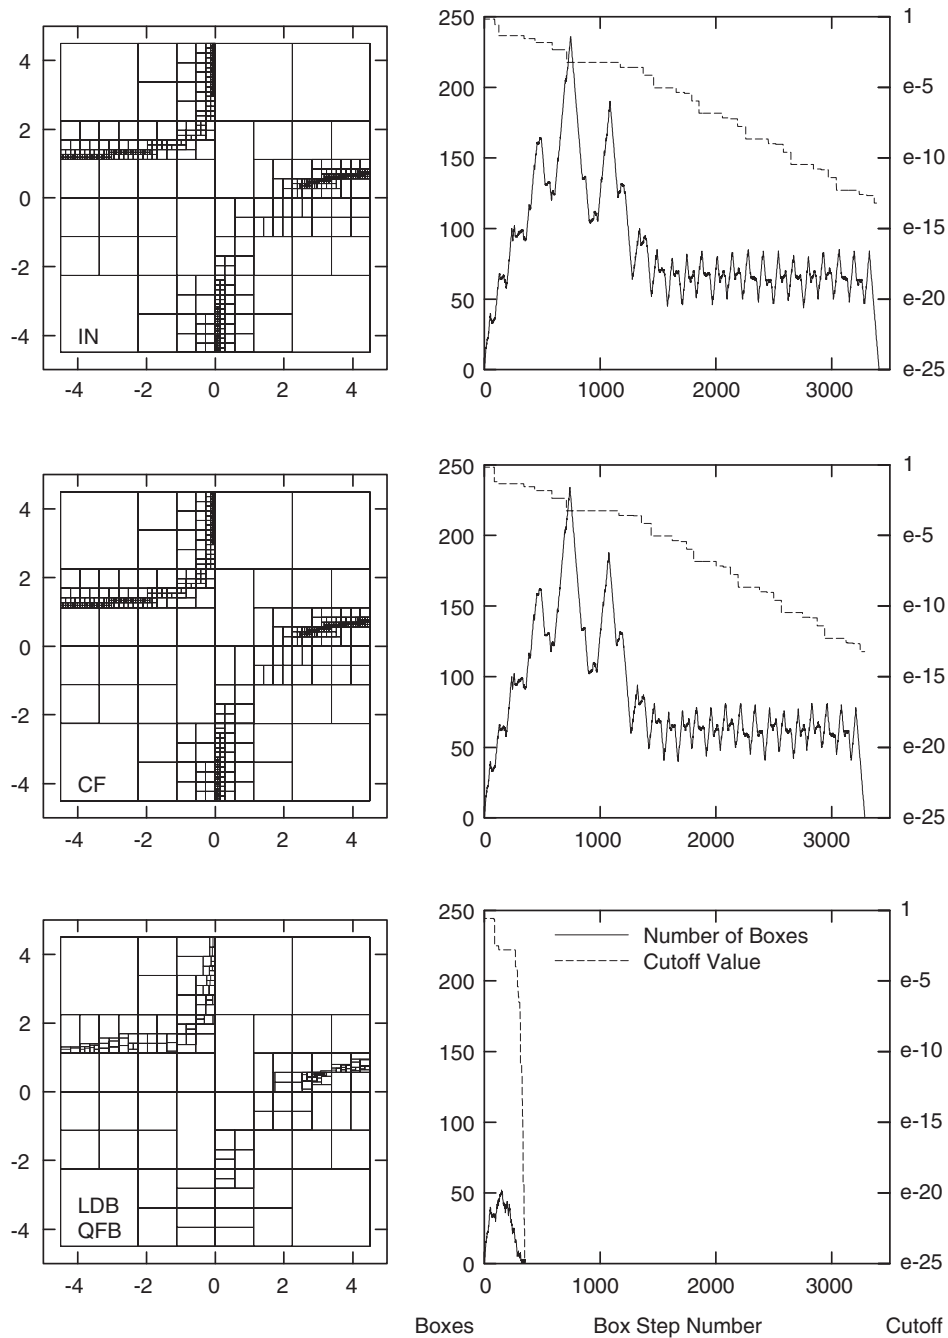 4
2
0
-2
-4
IN
-4 -2 0 2 4
250
200
150
100
50
0
0 1000 2000 3000
1
e-5
e-10
e-15
e-20
e-25
4
2
0
-2
-4
CF
-4 -2 0 2 4
250
200
150
100
50
0
0 1000 2000 3000
1
e-5
e-10
e-15
e-20
e-25
4
2
0
-2
-4
LDB
QFB
-4 -2 0 2 4
250
200
150
100
50
0
Number of Boxes
Cutoff Value
0 1000 2000 3000
1
e-5
e-10
e-15
e-20
e-25
Boxes Box Step Number Cutoff